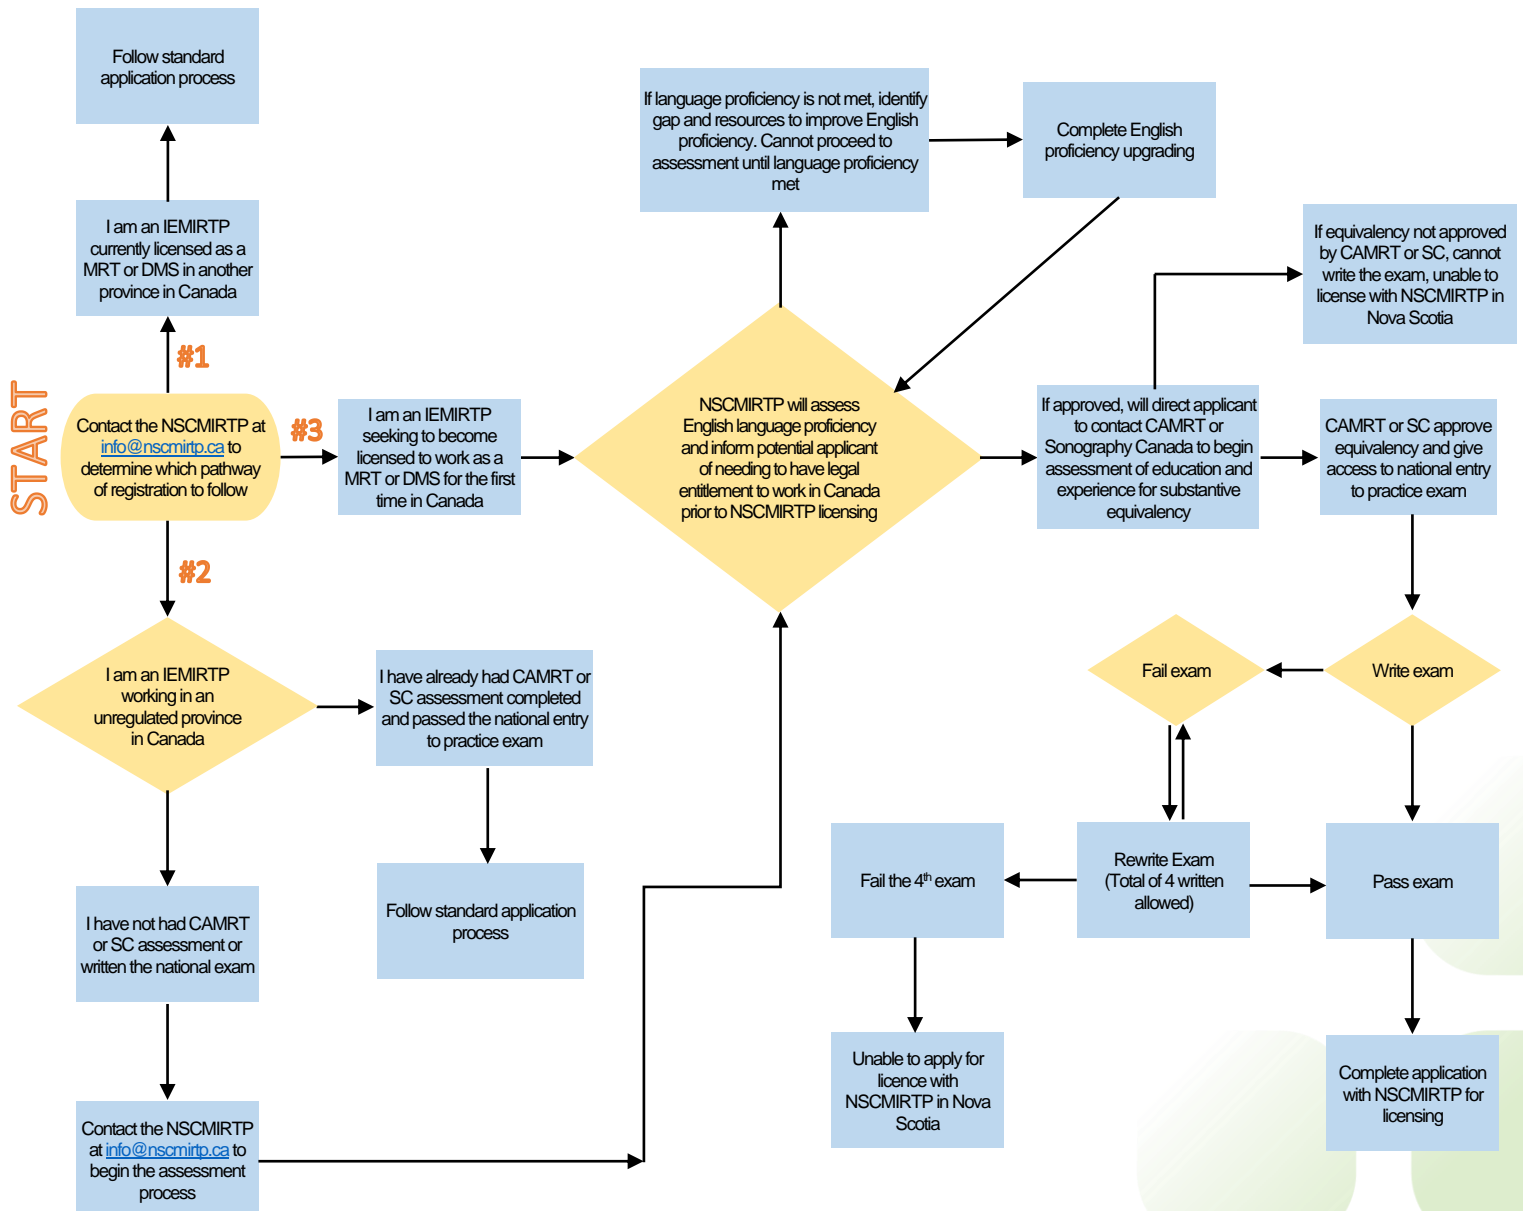 Follow standard
application process
I am an IEMIRTP
currently licensed as a
MRT or DMS in another
province in Canada
#1
START
Contact the NSCMIRTP at
info@nscmirtp.ca to
determine which pathway
of registration to follow
#3
I am an IEMIRTP
seeking to become
licensed to work as a
MRT or DMS for the first
time in Canada
#2
I am an IEMIRTP
working in an
unregulated province
in Canada
I have already had CAMRT or
SC assessment completed
and passed the national entry
to practice exam
Follow standard application
process
I have not had CAMRT
or SC assessment or
written the national exam
Contact the NSCMIRTP
at info@nscmirtp.ca to
begin the assessment
process
If language proficiency is not met, identify
gap and resources to improve English
proficiency. Cannot proceed to
assessment until language proficiency
met
Complete English
proficiency upgrading
NSCMIRTP will assess
English language proficiency
and inform potential applicant
of needing to have legal
entitlement to work in Canada
prior to NSCMIRTP licensing
If approved, will direct applicant
to contact CAMRT or
Sonography Canada to begin
assessment of education and
experience for substantive
equivalency
If equivalency not approved
by CAMRT or SC, cannot
write the exam, unable to
license with NSCMIRTP in
Nova Scotia
CAMRT or SC approve
equivalency and give
access to national entry
to practice exam
Write exam
Fail exam
Rewrite Exam
(Total of 4 written
allowed)
Fail the 4th exam
Pass exam
Unable to apply for
licence with
NSCMIRTP in Nova
Scotia
Complete application
with NSCMIRTP for
licensing